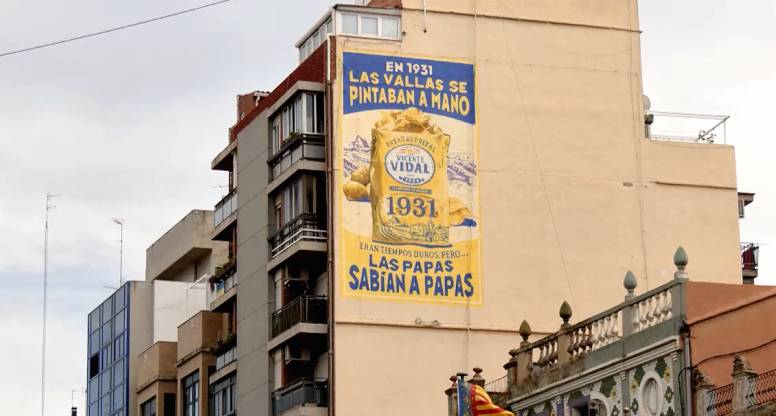 EN 1931
LAS VALLAS SE
PINTABAN A MANO
PATATAS FRITAS
VICENTE
VIDAL
1931
ERAN TIEMPOS DUROS, PERO...
LAS PAPAS
SABÍAN A PAPAS